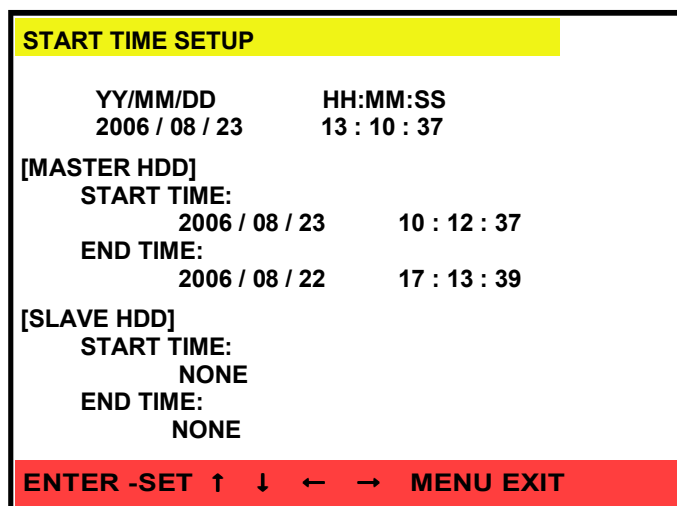 START TIME SETUP
YY/MM/DD HH:MM:SS
2006 / 08 / 23 13 : 10 : 37
[MASTER HDD]
START TIME:
2006 / 08 / 23 10 : 12 : 37
END TIME:
2006 / 08 / 22 17 : 13 : 39
[SLAVE HDD]
START TIME:
NONE
END TIME:
NONE
ENTER -SET ↑ ↓ ← → MENU EXIT